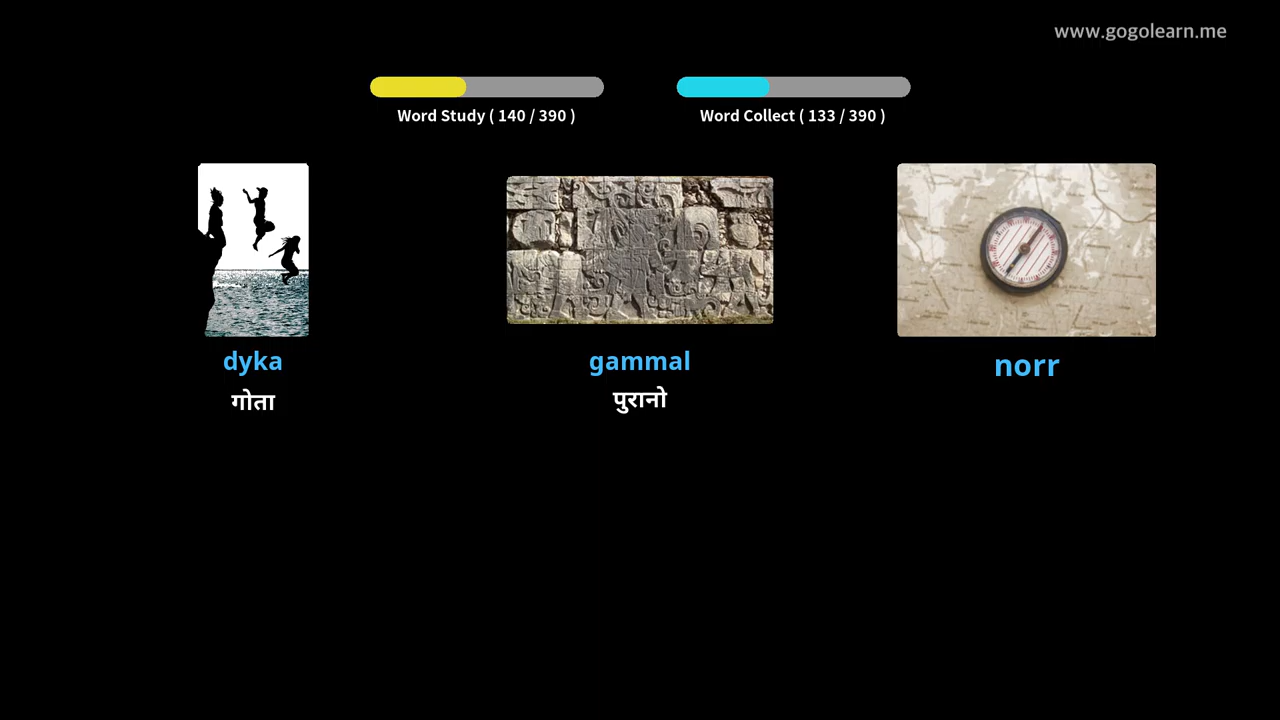 www.gogolearn.me
Word Study ( 140 / 390 )
Word Collect ( 133 / 390 )
dyka
गोता
gammal
पुरानो
norr